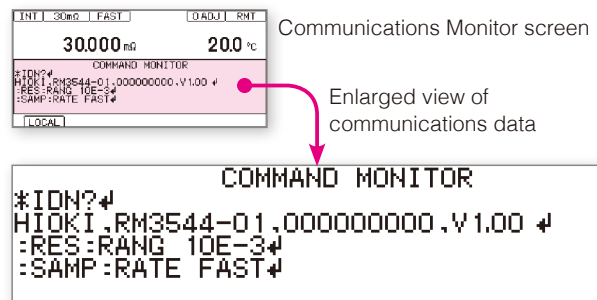 INT 30mΩ FAST 0ADJ RMT
Communications Monitor screen
30.000 mΩ 20.0 °C
COMMAND MONITOR
*IDN?↵
HIOKI,RM3544-01,000000000,V1.00 ↵
:RES:RANG 10E-3↵
:SAMP:RATE FAST↵
LOCAL
Enlarged view of
communications data
COMMAND MONITOR
*IDN?↵
HIOKI,RM3544-01,000000000,V1.00 ↵
:RES:RANG 10E-3↵
:SAMP:RATE FAST↵